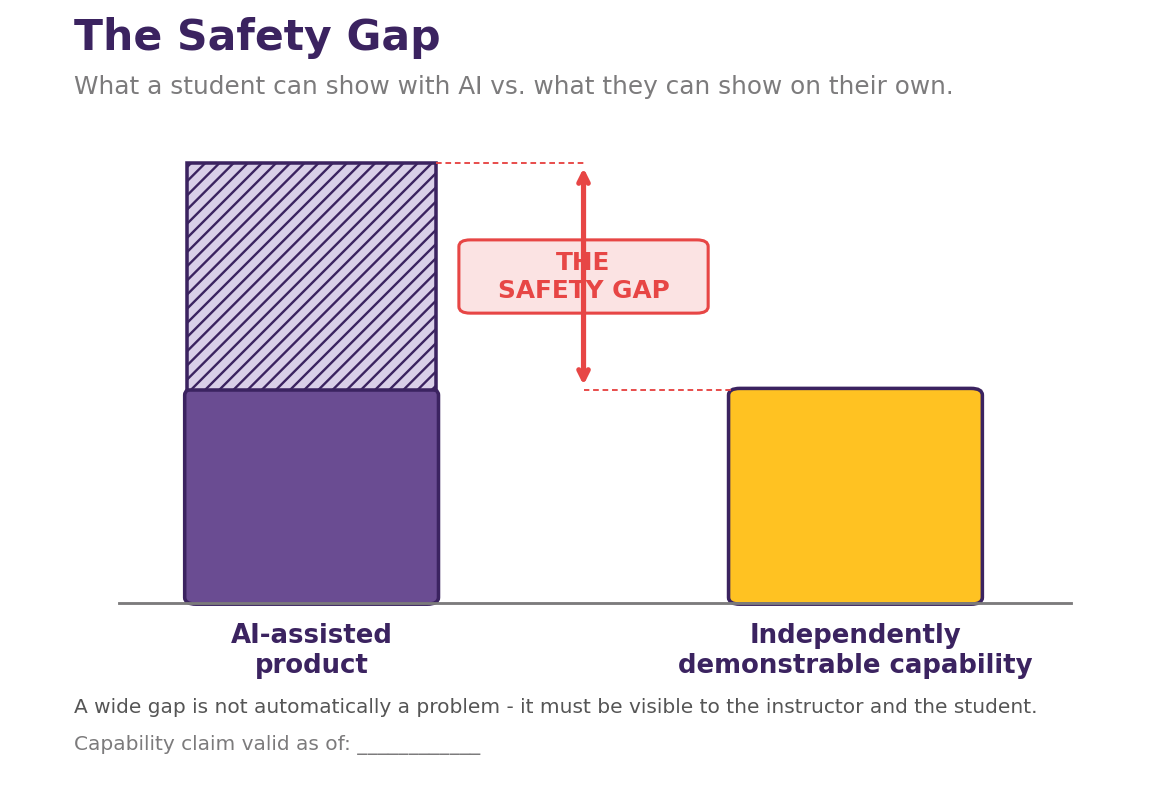 The Safety Gap
What a student can show with AI vs. what they can show on their own.
THE
SAFETY GAP
AI-assisted
product
Independently
demonstrable capability
A wide gap is not automatically a problem - it must be visible to the instructor and the student.
Capability claim valid as of: ____________